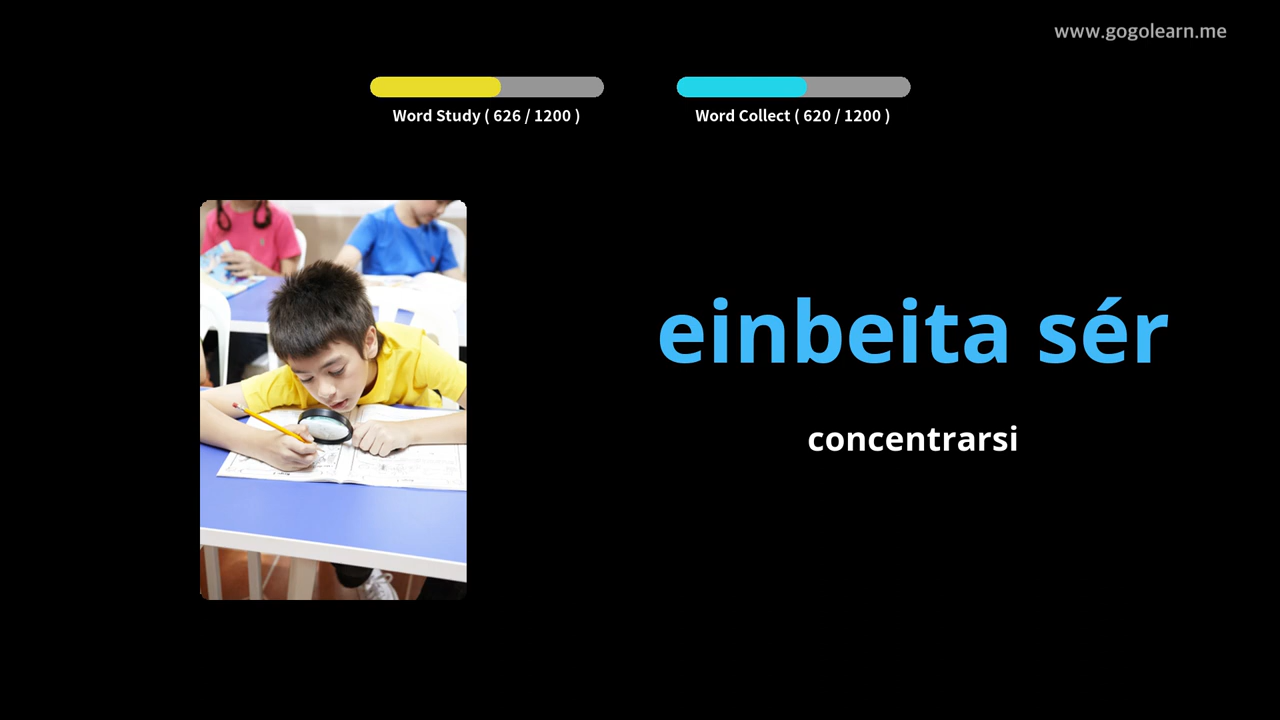 www.gogolearn.me
Word Study ( 626 / 1200 )
Word Collect ( 620 / 1200 )
einbeita sér
concentrarsi